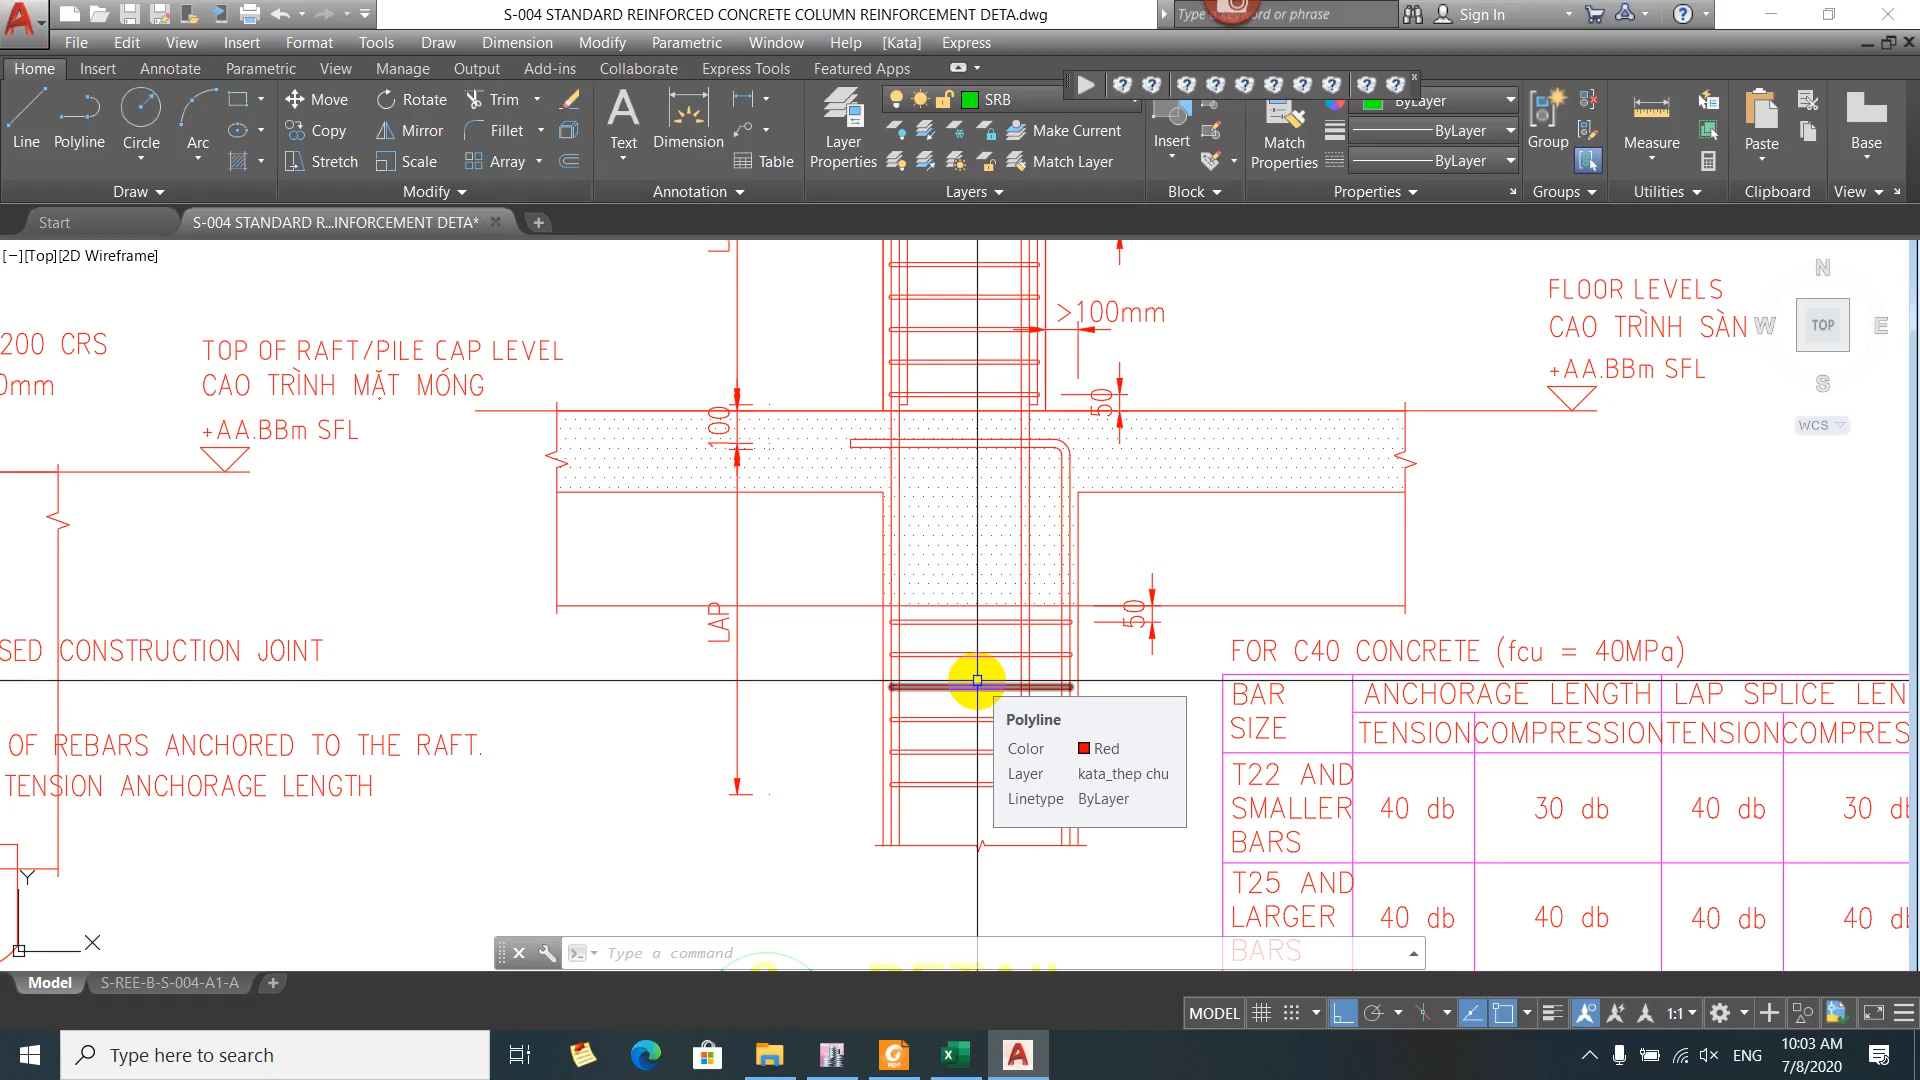 S-004 STANDARD REINFORCED CONCRETE COLUMN REINFORCEMENT DETA.dwg
Type a keyword or phrase
Sign In
File Edit View Insert Format Tools Draw Dimension Modify Parametric Window Help [Kata] Express
Home Insert Annotate Parametric View Manage Output Add-ins Collaborate Express Tools Featured Apps
Line Polyline Circle Arc
Move Rotate Trim
Copy Mirror Fillet
Stretch Scale Array
Text Dimension Table
Layer Properties
SRB
Make Current
Match Layer
Insert
Match Properties
ByLayer
ByLayer
ByLayer
Group Measure Paste Base
Draw Modify Annotation Layers Block Properties Groups Utilities Clipboard View
Start
S-004 STANDARD R...INFORCEMENT DETA*
[−][Top][2D Wireframe]
200 CRS
0mm
TOP OF RAFT/PILE CAP LEVEL
CAO TRÌNH MẶT MÓNG
+AA.BBm SFL
>100mm
FLOOR LEVELS
CAO TRÌNH SÀN
+AA.BBm SFL
N
W TOP E
S
WCS
100
50
LAP
50
SED CONSTRUCTION JOINT
OF REBARS ANCHORED TO THE RAFT.
TENSION ANCHORAGE LENGTH
Polyline
Color Red
Layer kata_thep chu
Linetype ByLayer
FOR C40 CONCRETE (fcu = 40MPa)
BAR SIZE
ANCHORAGE LENGTH LAP SPLICE LEN
TENSION COMPRESSION TENSION COMPRES
T22 AND SMALLER BARS 40 db 30 db 40 db 30 db
T25 AND LARGER BARS 40 db 40 db 40 db 40 db
Y
X
Type a command
Model S-REE-B-S-004-A1-A
MODEL 1:1
Type here to search
ENG
10:03 AM
7/8/2020